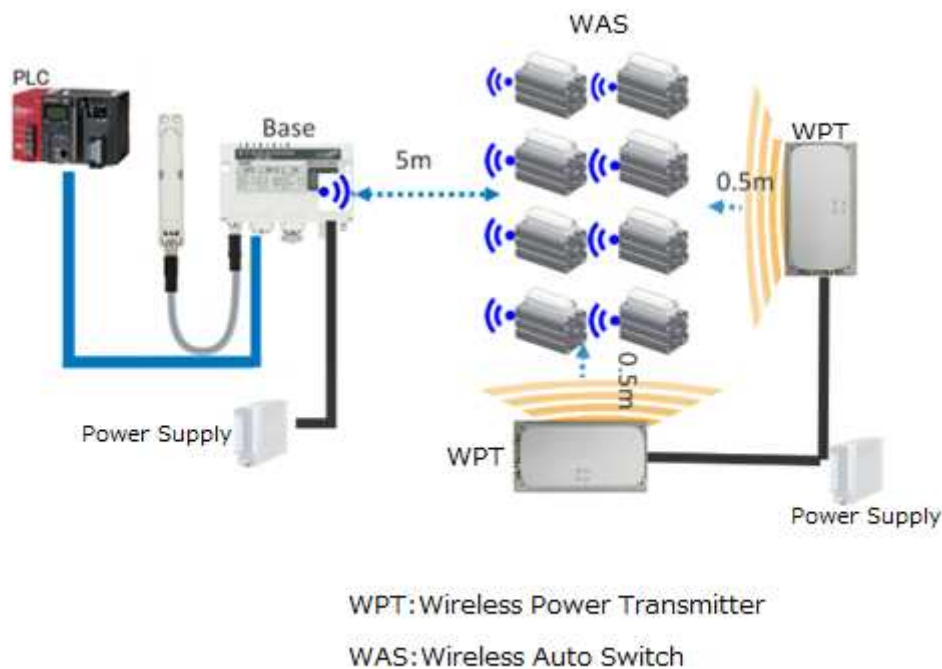 WAS
PLC
Base
WPT
5m
0.5m
0.5m
Power Supply
WPT
Power Supply
WPT:Wireless Power Transmitter
WAS:Wireless Auto Switch